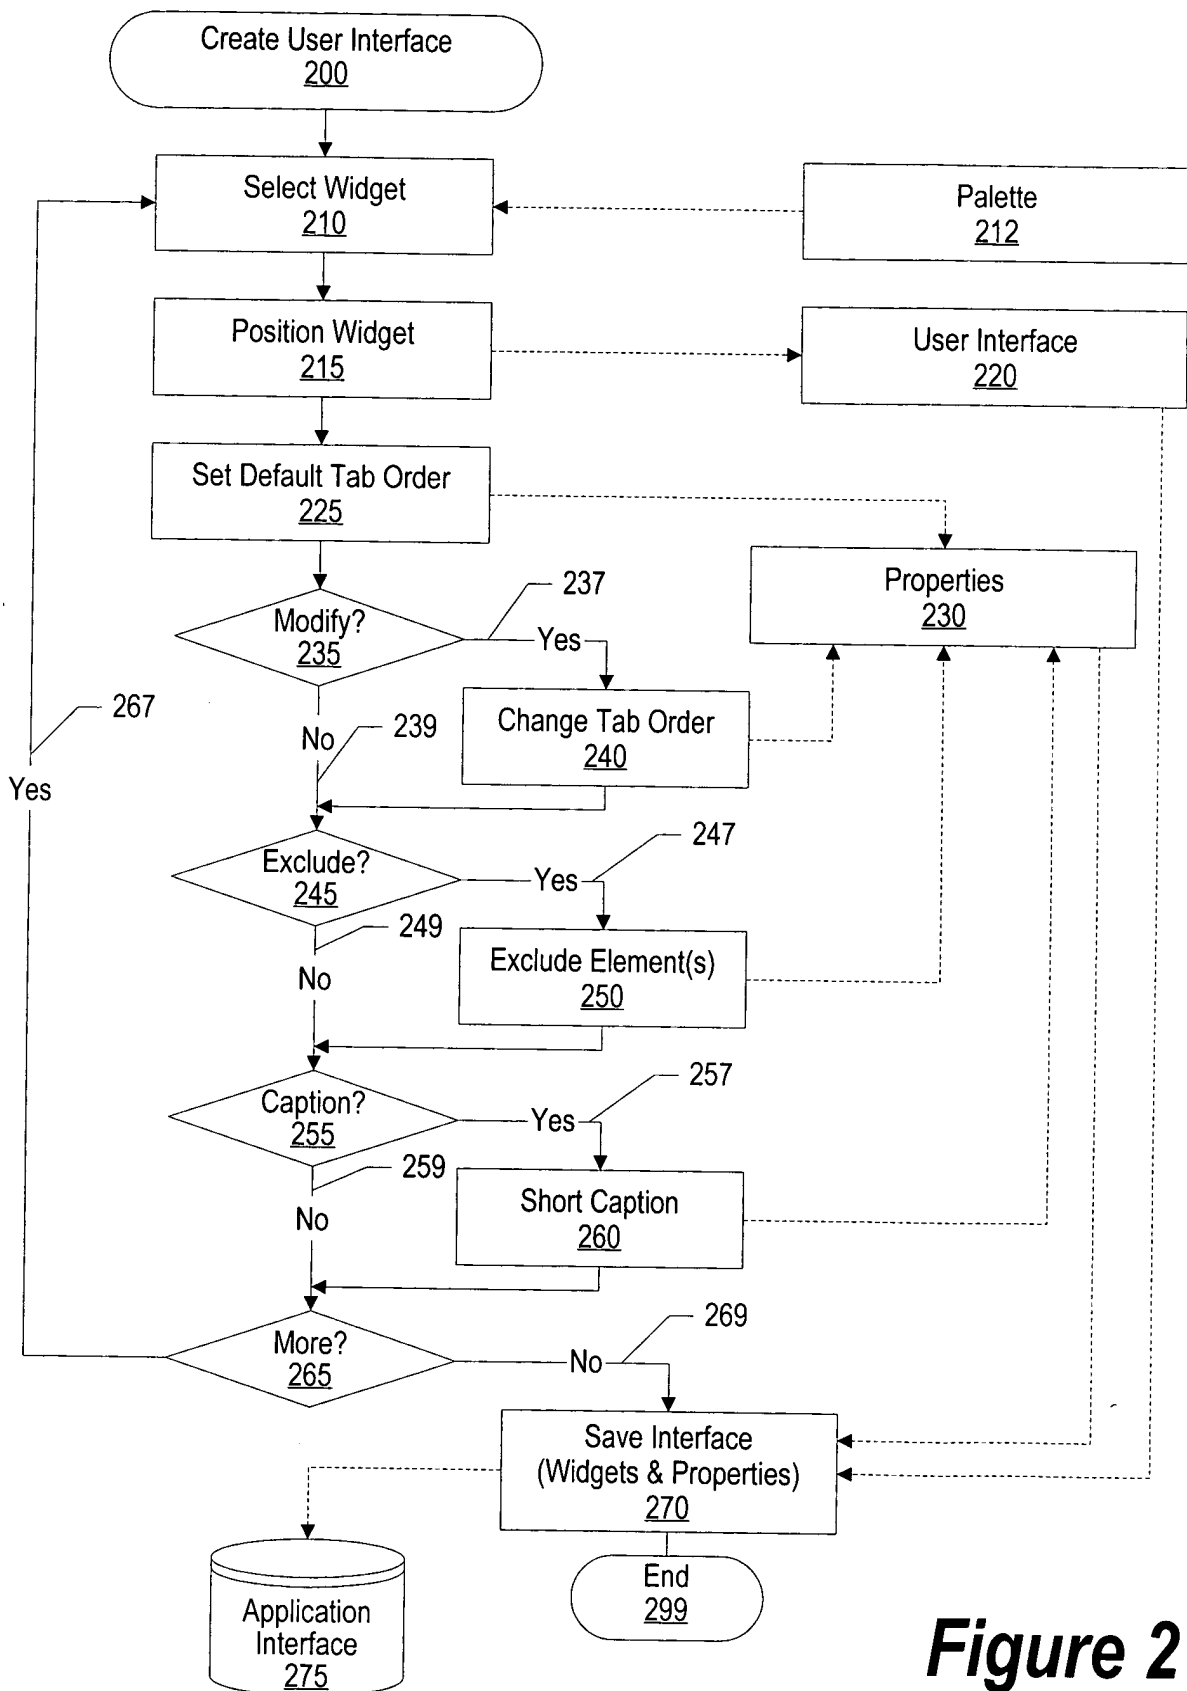 Create User Interface
200
Select Widget
210
Palette
212
Position Widget
215
User Interface
220
Set Default Tab Order
225
Properties
230
237
Modify?
235
Yes
267
No
239
Change Tab Order
240
Yes
247
Exclude?
245
Yes
249
No
Exclude Element(s)
250
257
Caption?
255
Yes
259
No
Short Caption
260
269
More?
265
No
Save Interface
(Widgets & Properties)
270
End
299
Application
Interface
275
Figure 2